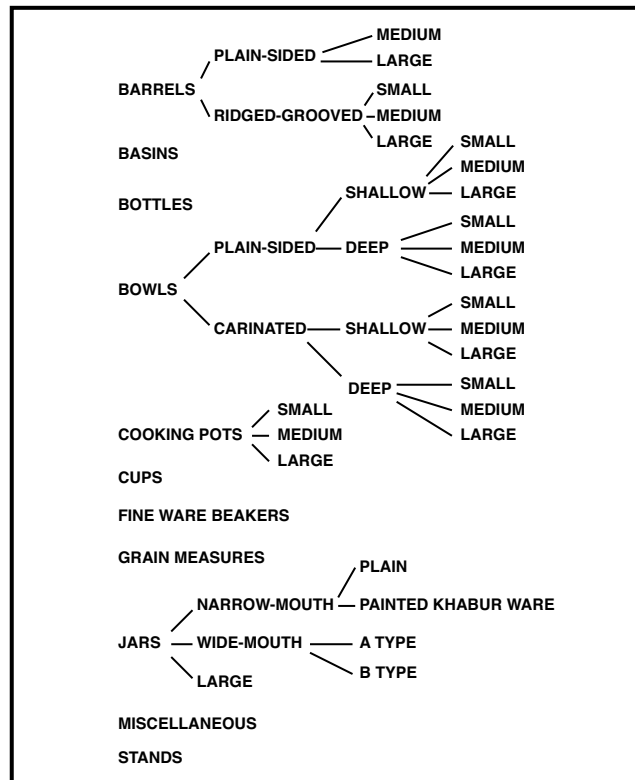 MEDIUM
PLAIN-SIDED
LARGE
BARRELS
SMALL
RIDGED-GROOVED
MEDIUM
LARGE
BASINS
SMALL
MEDIUM
SHALLOW
LARGE
BOTTLES
SMALL
PLAIN-SIDED
DEEP
MEDIUM
LARGE
BOWLS
SMALL
CARINATED
SHALLOW
MEDIUM
LARGE
DEEP
SMALL
MEDIUM
LARGE
SMALL
COOKING POTS
MEDIUM
LARGE
CUPS
FINE WARE BEAKERS
GRAIN MEASURES
PLAIN
NARROW-MOUTH
PAINTED KHABUR WARE
JARS
WIDE-MOUTH
A TYPE
B TYPE
LARGE
MISCELLANEOUS
STANDS